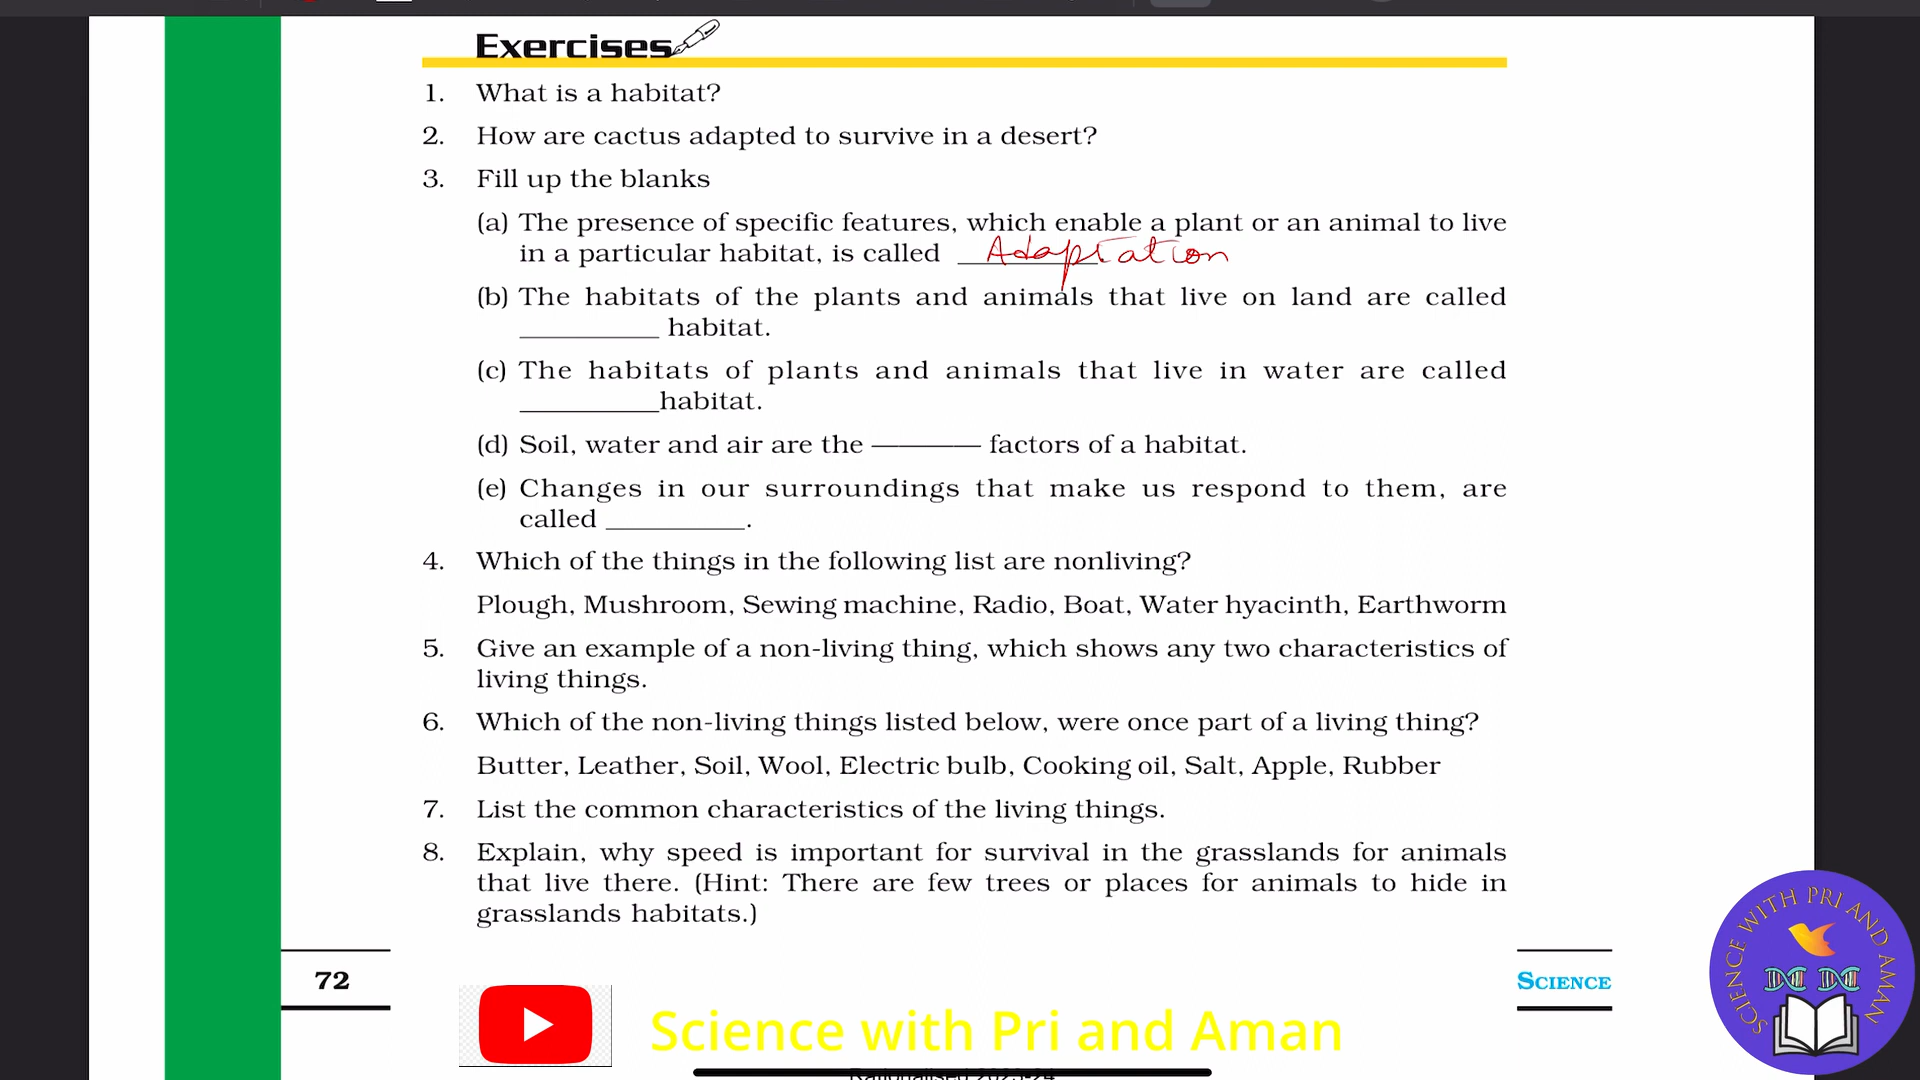 Exercises
1. What is a habitat?
2. How are cactus adapted to survive in a desert?
3. Fill up the blanks
(a) The presence of specific features, which enable a plant or an animal to live
in a particular habitat, is called __________ Adaptation
(b) The habitats of the plants and animals that live on land are called
__________ habitat.
(c) The habitats of plants and animals that live in water are called
__________habitat.
(d) Soil, water and air are the ———— factors of a habitat.
(e) Changes in our surroundings that make us respond to them, are
called __________.
4. Which of the things in the following list are nonliving?
Plough, Mushroom, Sewing machine, Radio, Boat, Water hyacinth, Earthworm
5. Give an example of a non-living thing, which shows any two characteristics of
living things.
6. Which of the non-living things listed below, were once part of a living thing?
Butter, Leather, Soil, Wool, Electric bulb, Cooking oil, Salt, Apple, Rubber
7. List the common characteristics of the living things.
8. Explain, why speed is important for survival in the grasslands for animals
that live there. (Hint: There are few trees or places for animals to hide in
grasslands habitats.)
72
SCIENCE
SCIENCE WITH PRI AND AMAN
Science with Pri and Aman
Rationalised 2023-24